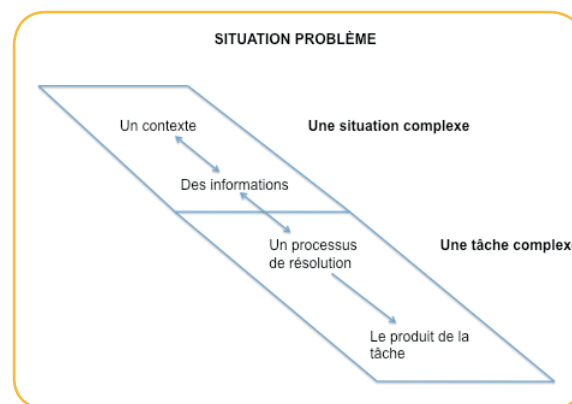 SITUATION PROBLÈME
Un contexte
Une situation complexe
Des informations
Un processus
de résolution
Une tâche complexe
Le produit de la
tâche